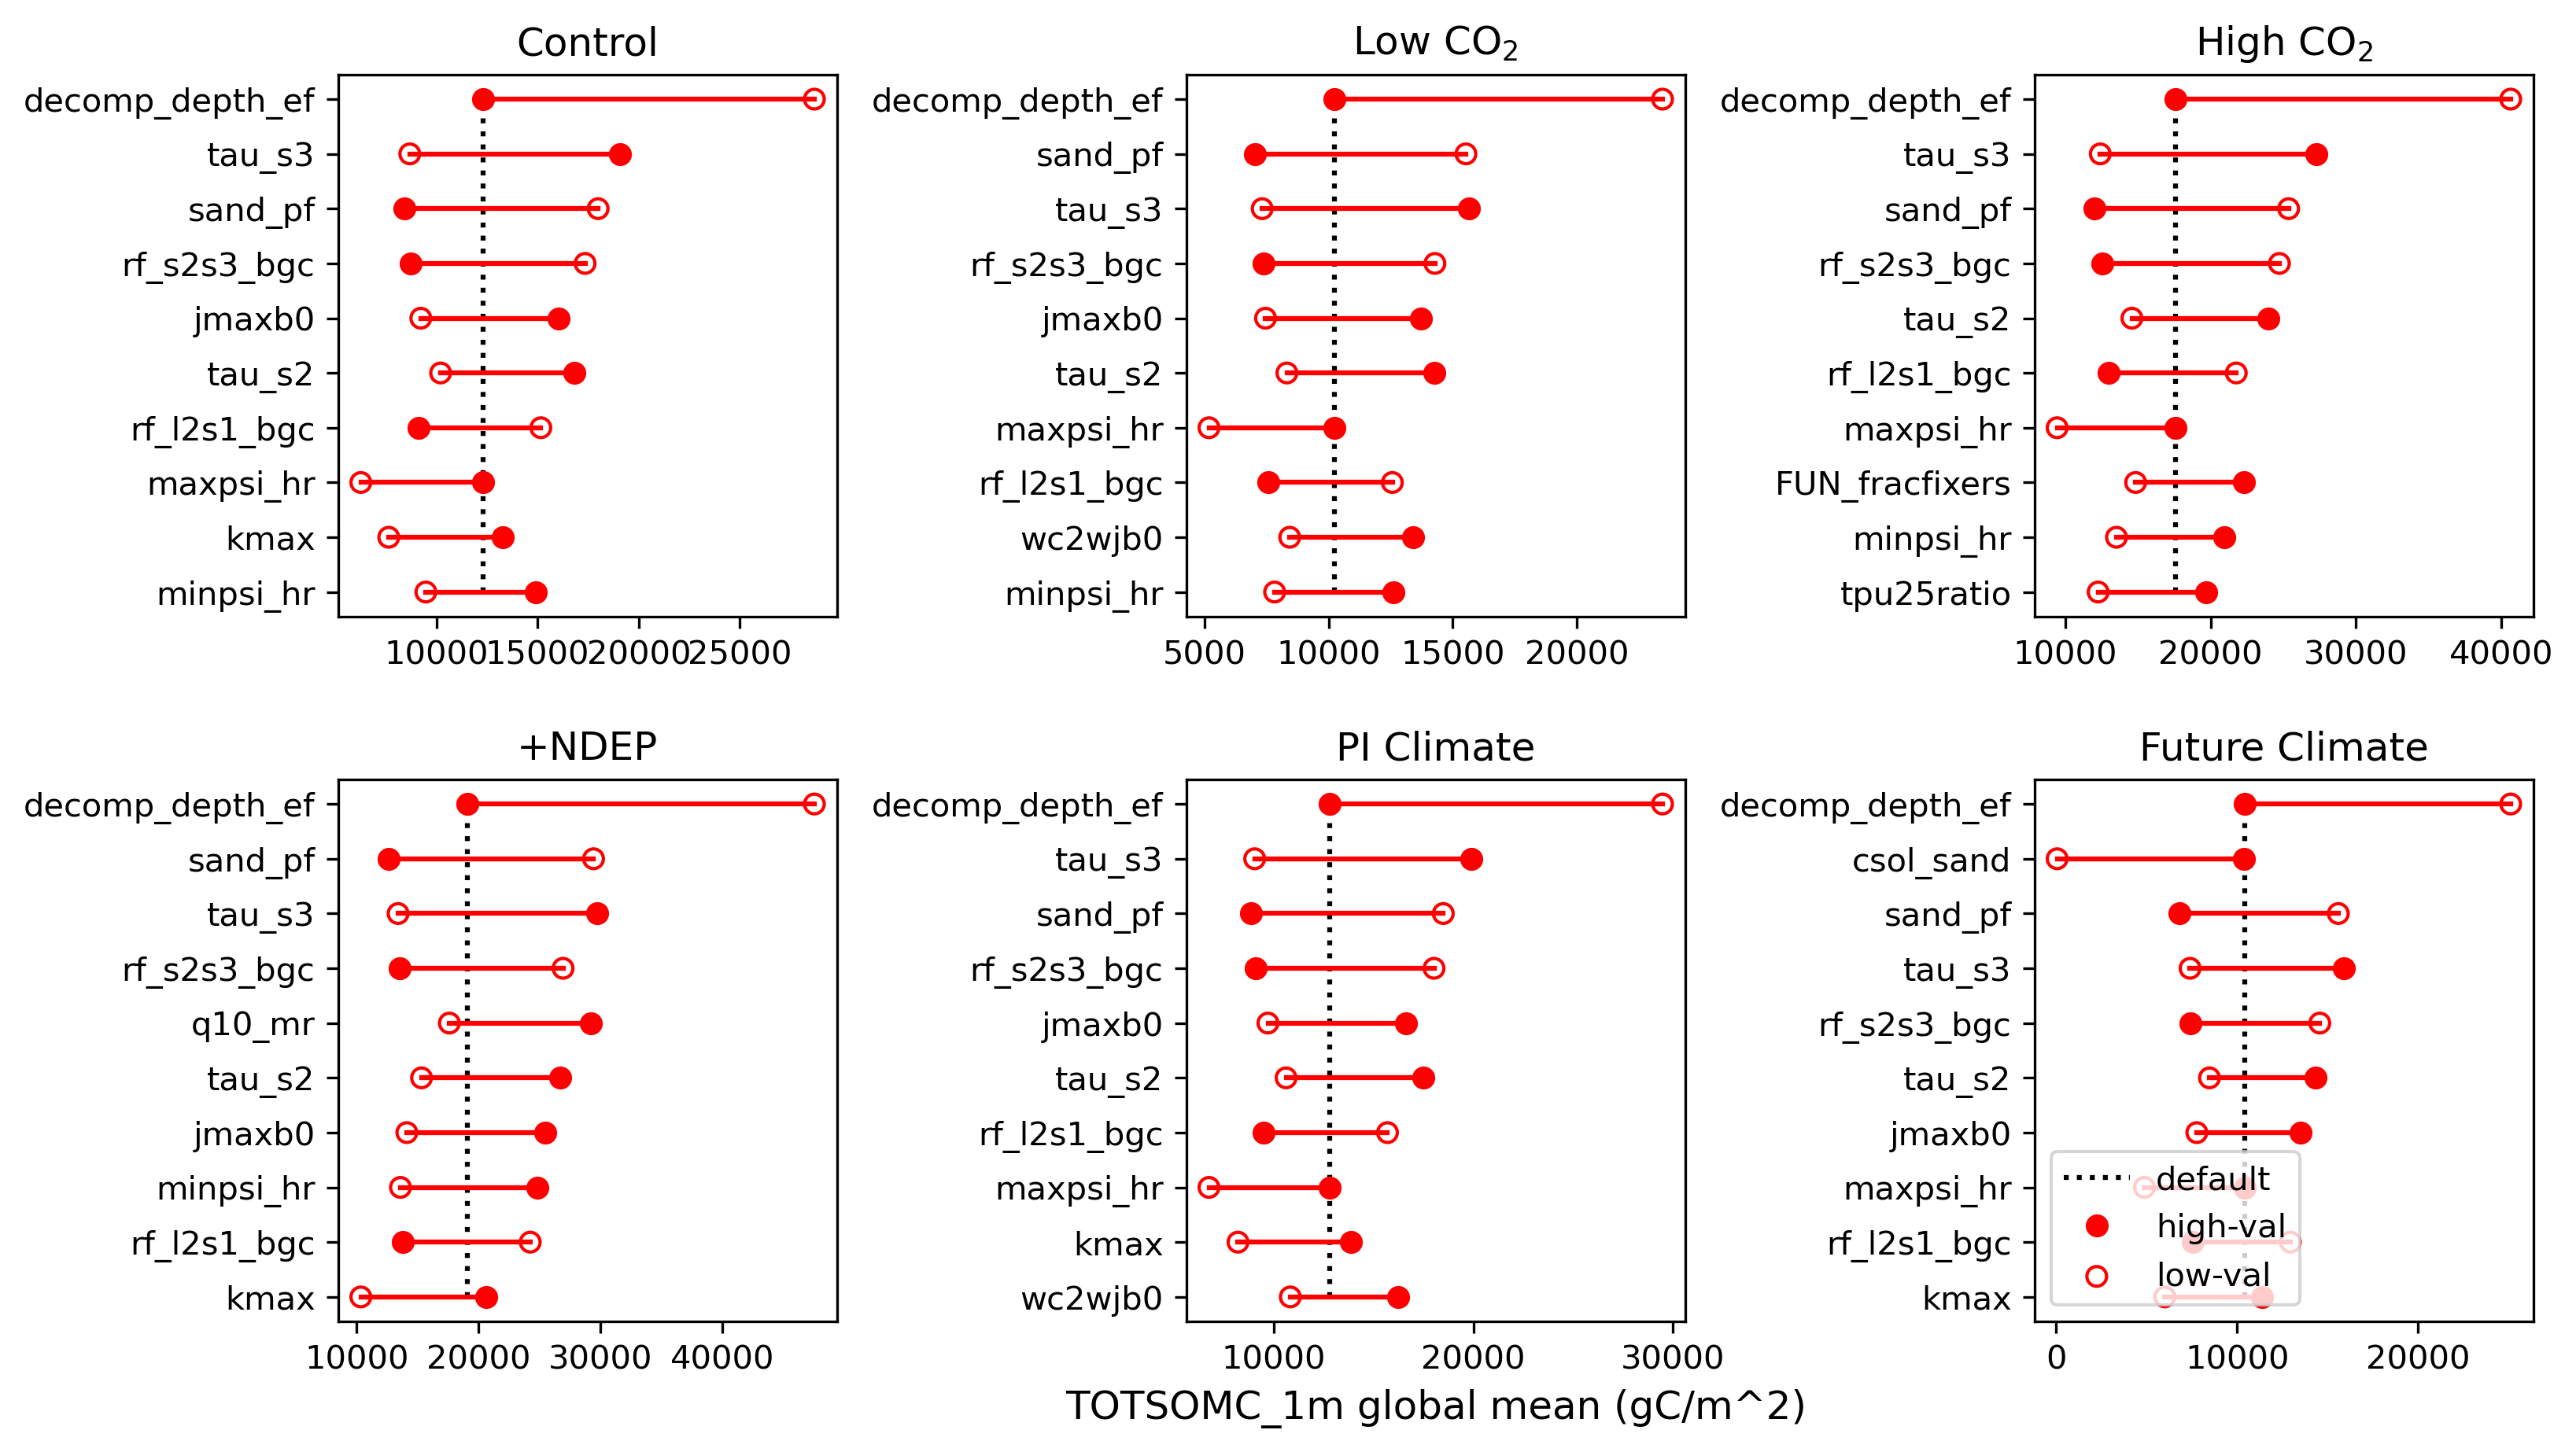 Control
decomp_depth_ef
tau_s3
sand_pf
rf_s2s3_bgc
jmaxb0
tau_s2
rf_l2s1_bgc
maxpsi_hr
kmax
minpsi_hr
10000 15000 20000 25000
Low CO₂
decomp_depth_ef
sand_pf
tau_s3
rf_s2s3_bgc
jmaxb0
tau_s2
maxpsi_hr
rf_l2s1_bgc
wc2wjb0
minpsi_hr
5000 10000 15000 20000
High CO₂
decomp_depth_ef
tau_s3
sand_pf
rf_s2s3_bgc
tau_s2
rf_l2s1_bgc
maxpsi_hr
FUN_fracfixers
minpsi_hr
tpu25ratio
10000 20000 30000 40000
+NDEP
decomp_depth_ef
sand_pf
tau_s3
rf_s2s3_bgc
q10_mr
tau_s2
jmaxb0
minpsi_hr
rf_l2s1_bgc
kmax
10000 20000 30000 40000
PI Climate
decomp_depth_ef
tau_s3
sand_pf
rf_s2s3_bgc
jmaxb0
tau_s2
rf_l2s1_bgc
maxpsi_hr
kmax
wc2wjb0
10000 20000 30000
Future Climate
decomp_depth_ef
csol_sand
sand_pf
tau_s3
rf_s2s3_bgc
tau_s2
jmaxb0
maxpsi_hr
rf_l2s1_bgc
kmax
default
high-val
low-val
0 10000 20000
TOTSOMC_1m global mean (gC/m^2)